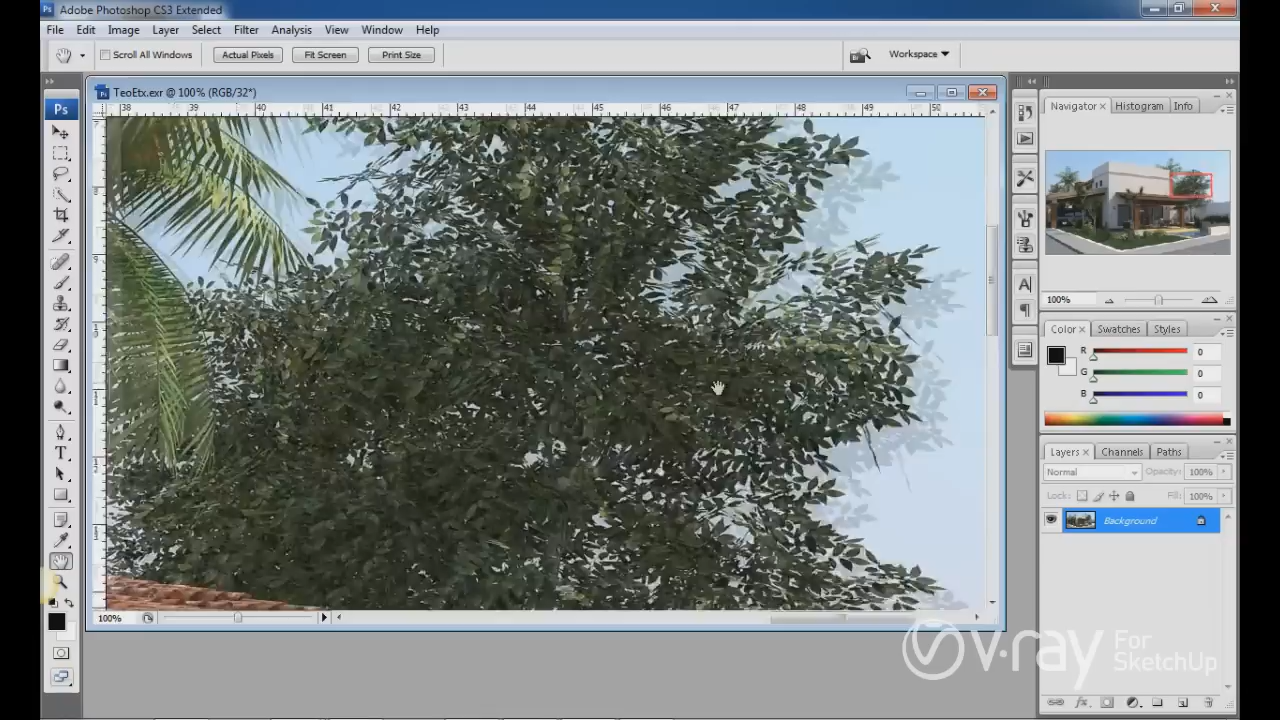 Adobe Photoshop CS3 Extended
File Edit Image Layer Select Filter Analysis View Window Help
Scroll All Windows Actual Pixels Fit Screen Print Size Workspace
TeoEtx.exr @ 100% (RGB/32*)
38 39 40 41 42 43 44 45 46 47 48 49 50
Navigator Histogram Info
100%
Color Swatches Styles
R 0
G 0
B 0
Layers Channels Paths
Normal Opacity: 100%
Lock: Fill: 100%
Background
100%
v·ray For SketchUp